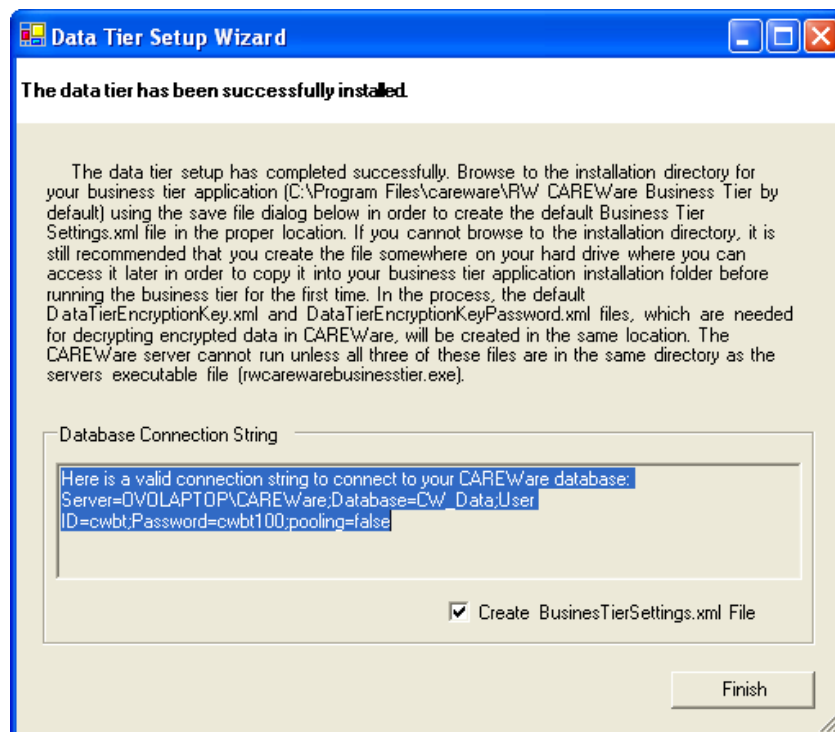 Data Tier Setup Wizard
The data tier has been successfully installed.
The data tier setup has completed successfully. Browse to the installation directory for
your business tier application (C:\Program Files\careware\RW CAREWare Business Tier by
default) using the save file dialog below in order to create the default Business Tier
Settings.xml file in the proper location. If you cannot browse to the installation directory, it is
still recommended that you create the file somewhere on your hard drive where you can
access it later in order to copy it into your business tier application installation folder before
running the business tier for the first time. In the process, the default
DataTierEncryptionKey.xml and DataTierEncryptionKeyPassword.xml files, which are needed
for decrypting encrypted data in CAREWare, will be created in the same location. The
CAREWare server cannot run unless all three of these files are in the same directory as the
servers executable file (rwcarewarebusinesstier.exe).
Database Connection String
Here is a valid connection string to connect to your CAREWare database:
Server=OVOLAPTOP\CAREWare;Database=CW_Data;User
ID=cwbt;Password=cwbt100;pooling=false
Create BusinesTierSettings.xml File
Finish